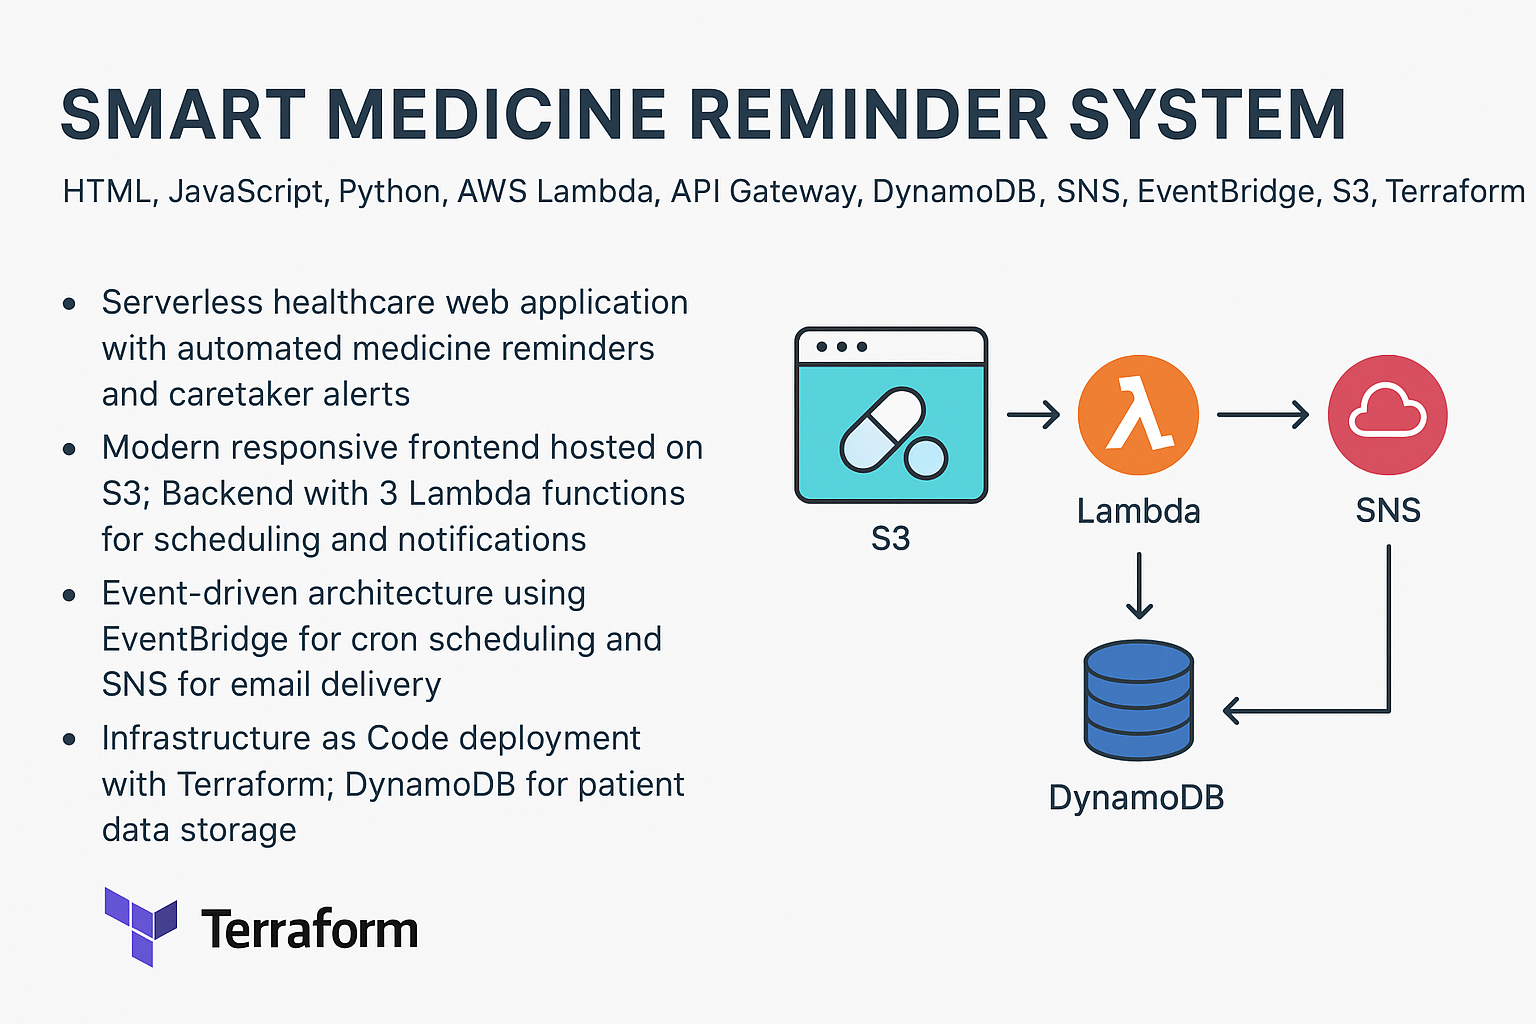 SMART MEDICINE REMINDER SYSTEM
HTML, JavaScript, Python, AWS Lambda, API Gateway, DynamoDB, SNS, EventBridge, S3, Terraform
• Serverless healthcare web application
with automated medicine reminders
and caretaker alerts
• Modern responsive frontend hosted on
S3; Backend with 3 Lambda functions
for scheduling and notifications
• Event-driven architecture using
EventBridge for cron scheduling and
SNS for email delivery
• Infrastructure as Code deployment
with Terraform; DynamoDB for patient
data storage
Terraform
S3
Lambda
SNS
DynamoDB